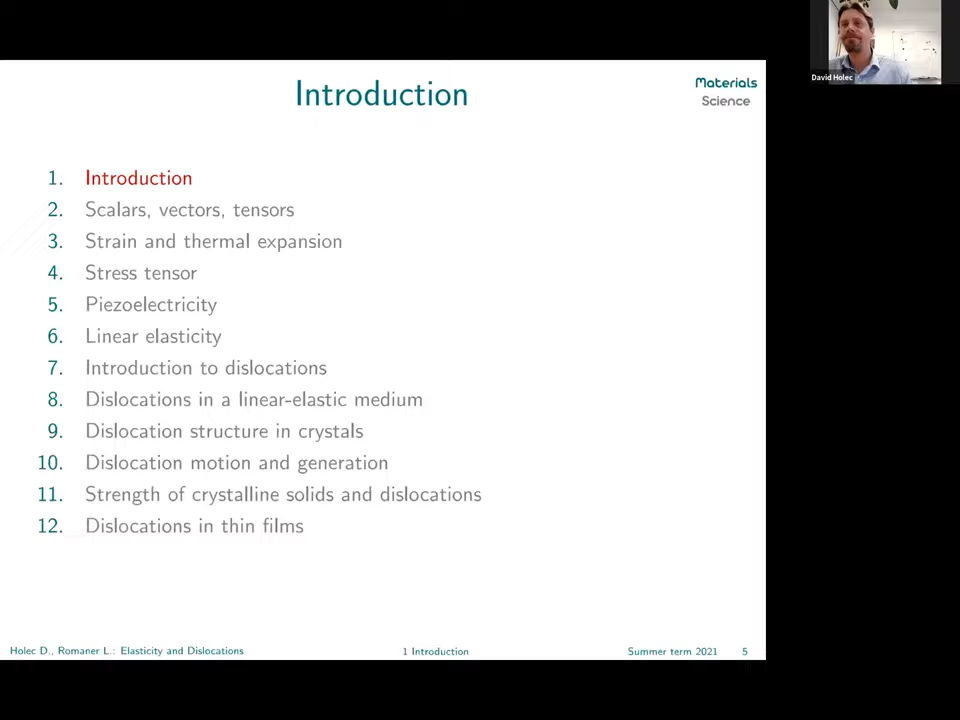 David Holec
Introduction
Materials
Science
1. Introduction
2. Scalars, vectors, tensors
3. Strain and thermal expansion
4. Stress tensor
5. Piezoelectricity
6. Linear elasticity
7. Introduction to dislocations
8. Dislocations in a linear-elastic medium
9. Dislocation structure in crystals
10. Dislocation motion and generation
11. Strength of crystalline solids and dislocations
12. Dislocations in thin films
Holec D., Romaner L.: Elasticity and Dislocations 1 Introduction Summer term 2021 5